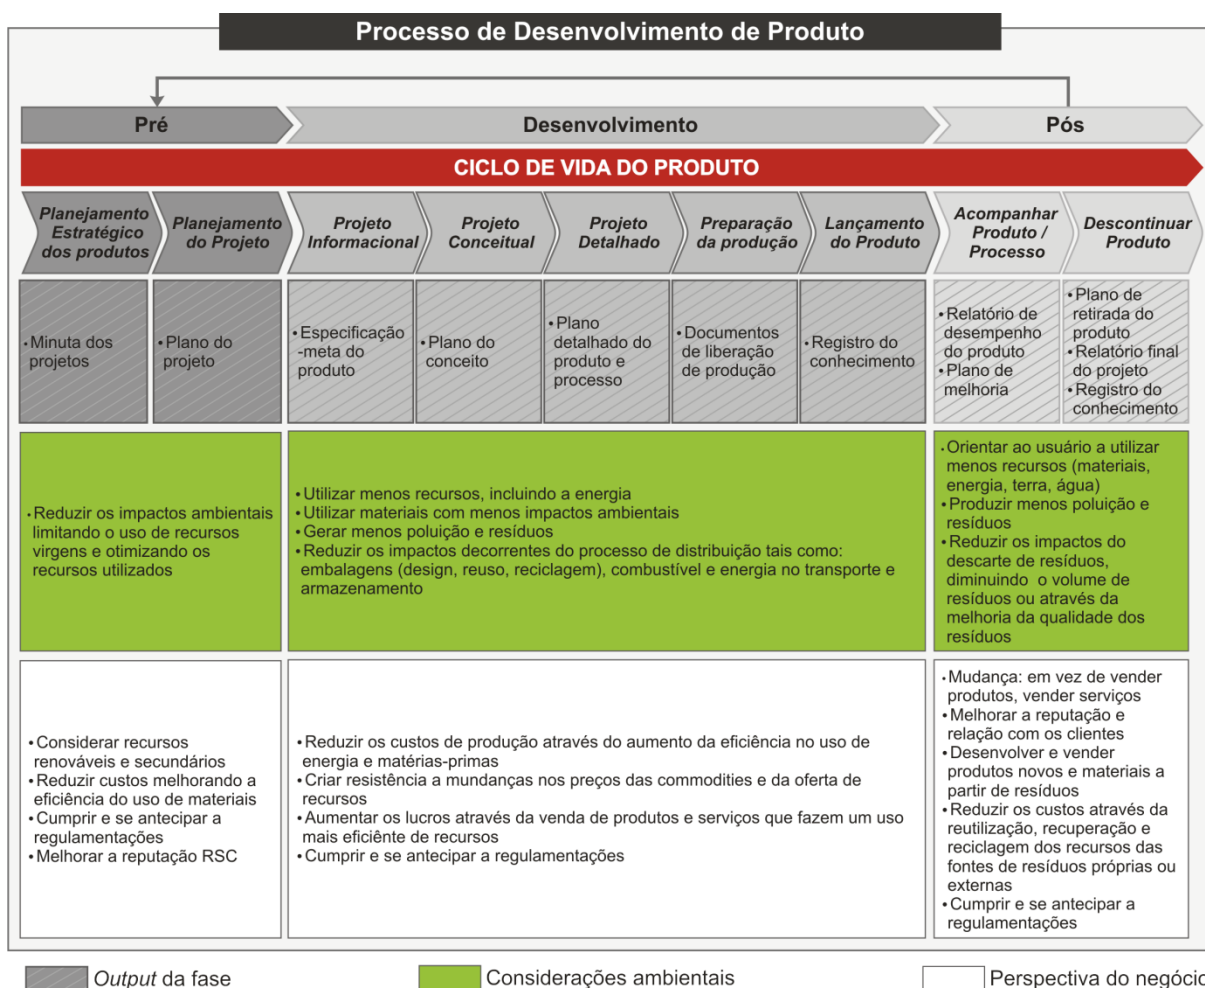 Processo de Desenvolvimento de Produto
Pré
Desenvolvimento
Pós
CICLO DE VIDA DO PRODUTO
Planejamento
Estratégico
dos produtos
Planejamento
do Projeto
Projeto
Informacional
Projeto
Conceitual
Projeto
Detalhado
Preparação
da produção
Lançamento
do Produto
Acompanhar
Produto /
Processo
Descontinuar
Produto
• Minuta dos
projetos
• Plano do
projeto
• Especificação
-meta do
produto
• Plano do
conceito
• Plano
detalhado do
produto e
processo
• Documentos
de liberação
de produção
• Registro do
conhecimento
• Relatório de
desempenho
do produto
• Plano de
melhoria
• Plano de
retirada do
produto
• Relatório final
do projeto
• Registro do
conhecimento
• Reduzir os impactos ambientais
limitando o uso de recursos
virgens e otimizando os
recursos utilizados
• Utilizar menos recursos, incluindo a energia
• Utilizar materiais com menos impactos ambientais
• Gerar menos poluição e resíduos
• Reduzir os impactos decorrentes do processo de distribuição tais como:
embalagens (design, reuso, reciclagem), combustível e energia no transporte e
armazenamento
• Orientar ao usuário a utilizar
menos recursos (materiais,
energia, terra, água)
• Produzir menos poluição e
resíduos
• Reduzir os impactos do
descarte de resíduos,
diminuindo o volume de
resíduos ou através da
melhoria da qualidade dos
resíduos
• Considerar recursos
renováveis e secundários
• Reduzir custos melhorando a
eficiência do uso de materiais
• Cumprir e se antecipar a
regulamentações
• Melhorar a reputação RSC
• Reduzir os custos de produção através do aumento da eficiência no uso de
energia e matérias-primas
• Criar resistência a mundanças nos preços das commodities e da oferta de
recursos
• Aumentar os lucros através da venda de produtos e serviços que fazem um uso
mais eficiênte de recursos
• Cumprir e se antecipar a regulamentações
• Mudança: em vez de vender
produtos, vender serviços
• Melhorar a reputação e
relação com os clientes
• Desenvolver e vender
produtos novos e materiais a
partir de resíduos
• Reduzir os custos através da
reutilização, recuperação e
reciclagem dos recursos das
fontes de resíduos próprias ou
externas
• Cumprir e se antecipar a
regulamentações
Output da fase
Considerações ambientais
Perspectiva do negócio